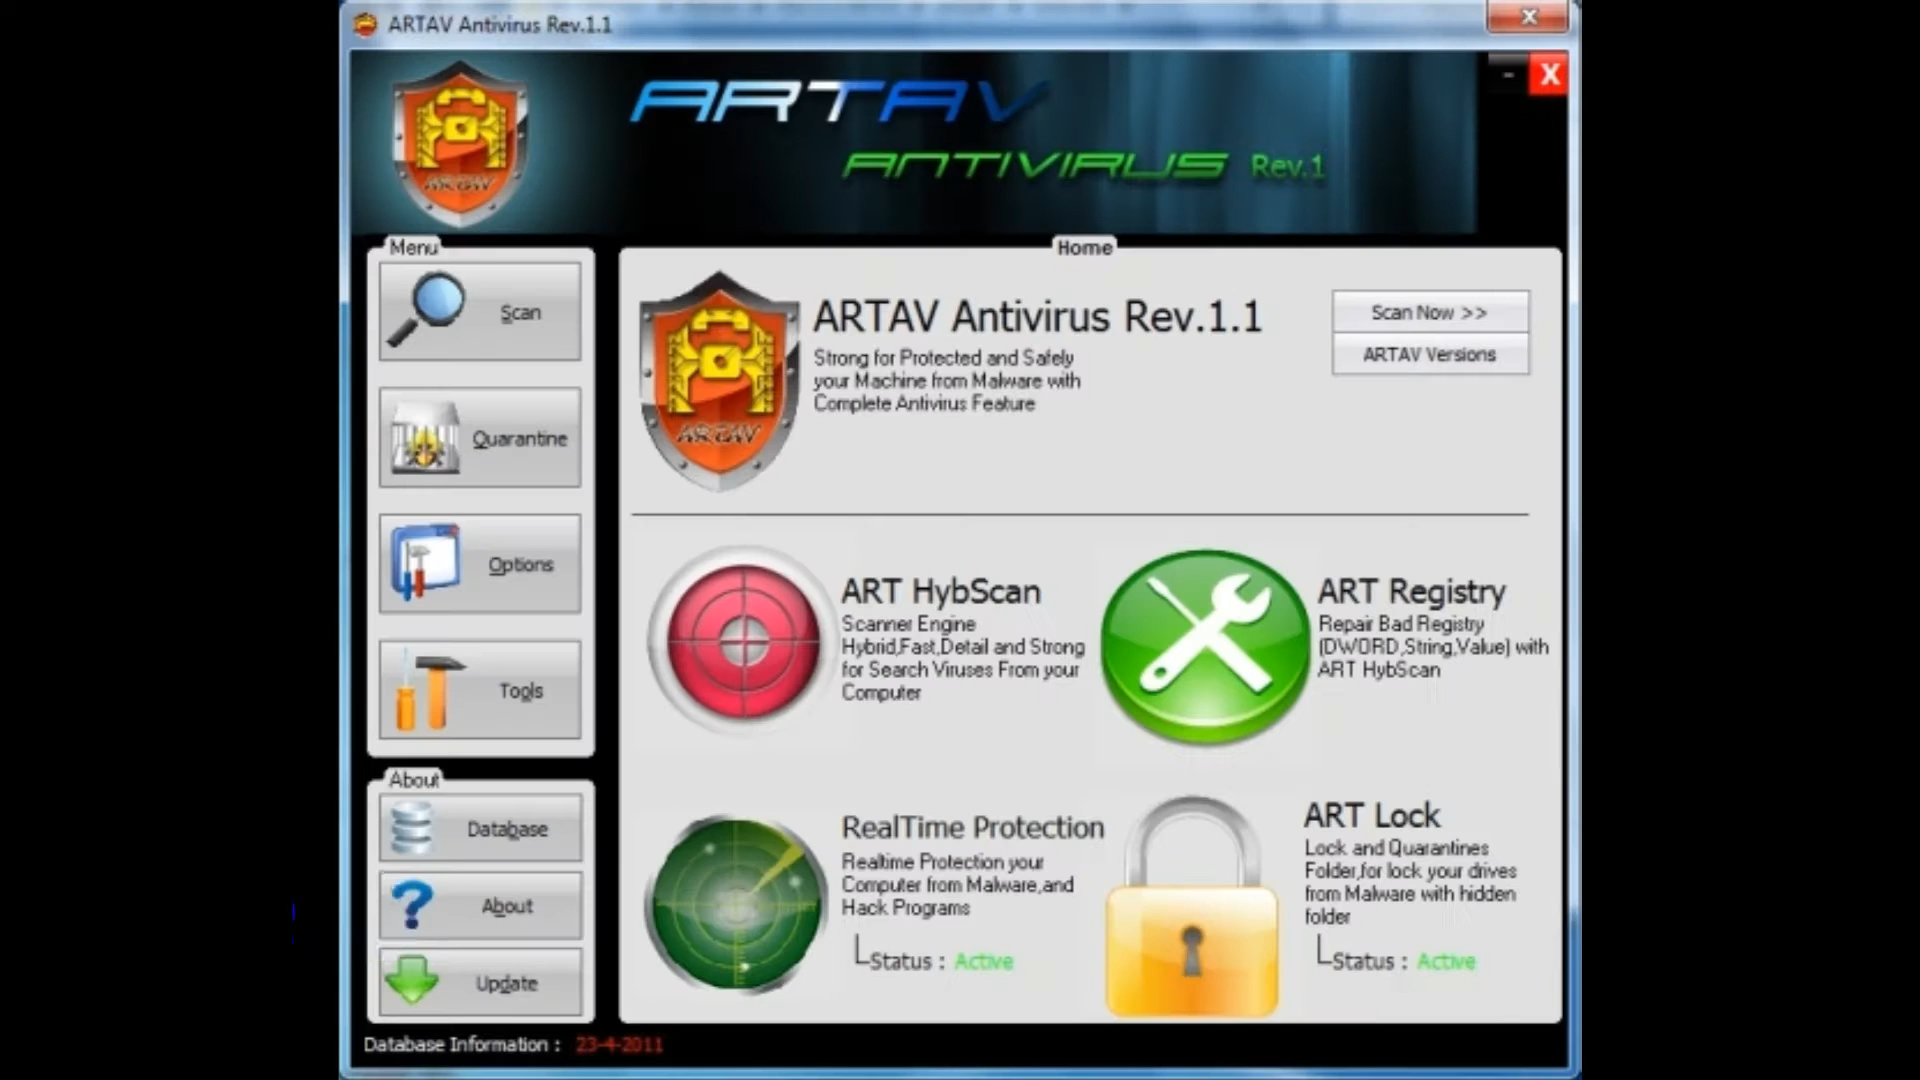 ARTAV Antivirus Rev.1.1
X
ARTAV
ANTIVIRUS Rev.1
ARTAV
Menu
Scan
Quarantine
Options
Tools
About
Database
About
Update
Database Information : 23-4-2011
Home
ARTAV
ARTAV Antivirus Rev.1.1
Strong for Protected and Safely
your Machine from Malware with
Complete Antivirus Feature
Scan Now >>
ARTAV Versions
ART HybScan
Scanner Engine
Hybrid,Fast,Detail and Strong
for Search Viruses From your
Computer
ART Registry
Repair Bad Registry
(DWORD,String,Value) with
ART HybScan
RealTime Protection
Realtime Protection your
Computer from Malware,and
Hack Programs
Status : Active
ART Lock
Lock and Quarantines
Folder,for lock your drives
from Malware with hidden
folder
Status : Active